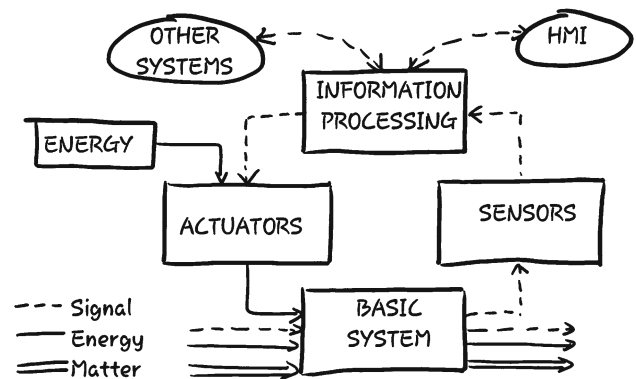 OTHER
SYSTEMS
HMI
INFORMATION
PROCESSING
ENERGY
ACTUATORS
SENSORS
BASIC
SYSTEM
Signal
Energy
Matter